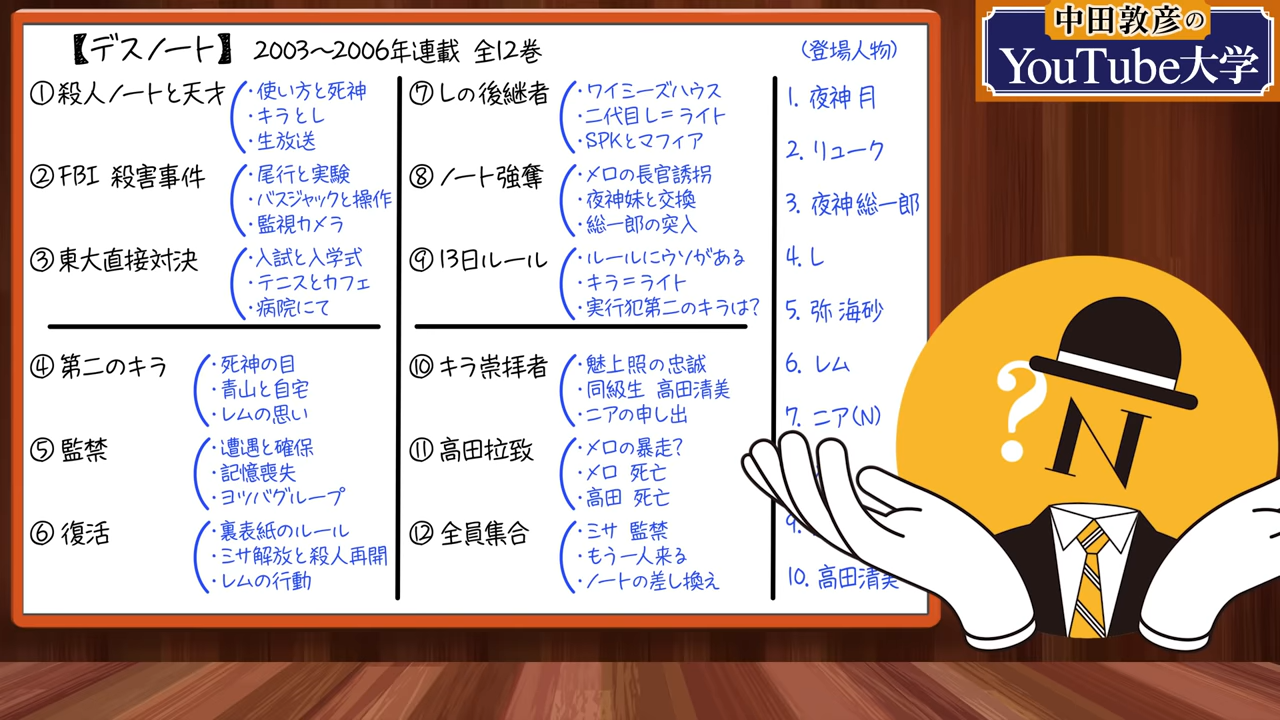 【デスノート】 2003〜2006年連載 全12巻
①殺人ノートと天才
・使い方と死神
・キラとL
・生放送
②FBI 殺害事件
・尾行と実験
・バスジャックと操作
・監視カメラ
③東大直接対決
・入試と入学式
・テニスとカフェ
・病院にて
④第二のキラ
・死神の目
・青山と自宅
・レムの思い
⑤監禁
・遭遇と確保
・記憶喪失
・ヨツバグループ
⑥復活
・裏表紙のルール
・ミサ解放と殺人再開
・レムの行動
⑦Lの後継者
・ワイミーズハウス
・二代目L=ライト
・SPKとマフィア
⑧ノート強奪
・メロの長官誘拐
・夜神妹と交換
・総一郎の突入
⑨13日ルール
・ルールにウソがある
・キラ=ライト
・実行犯第二のキラは?
⑩キラ崇拝者
・魅上照の忠誠
・同級生 高田清美
・ニアの申し出
⑪高田拉致
・メロの暴走?
・メロ 死亡
・高田 死亡
⑫全員集合
・ミサ 監禁
・もう一人来る
・ノートの差し換え
(登場人物)
1. 夜神月
2. リューク
3. 夜神総一郎
4. L
5. 弥海砂
6. レム
7. ニア(N)
9.
10. 高田清美
中田敦彦の
YouTube大学
?
N